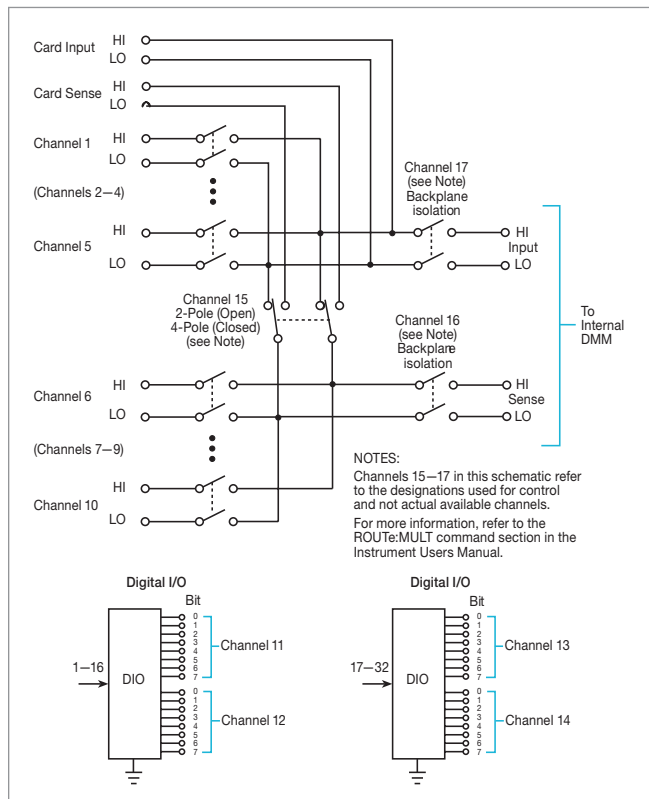 Card Input HI
LO
Card Sense HI
LO
Channel 1 HI
LO
(Channels 2—4)
Channel 5 HI
LO
Channel 17
(see Note)
Backplane
isolation
HI
Input
LO
Channel 15
2-Pole (Open)
4-Pole (Closed)
(see Note)
To
Internal
DMM
Channel 16
(see Note)
Backplane
isolation
Channel 6 HI
LO
HI
Sense
LO
(Channels 7—9)
Channel 10 HI
LO
NOTES:
Channels 15—17 in this schematic refer
to the designations used for control
and not actual available channels.
For more information, refer to the
ROUTe:MULT command section in the
Instrument Users Manual.
Digital I/O
Bit
1—16
DIO
0
1
2
3
4
5
6
7
Channel 11
0
1
2
3
4
5
6
7
Channel 12
Digital I/O
Bit
17—32
DIO
0
1
2
3
4
5
6
7
Channel 13
0
1
2
3
4
5
6
7
Channel 14